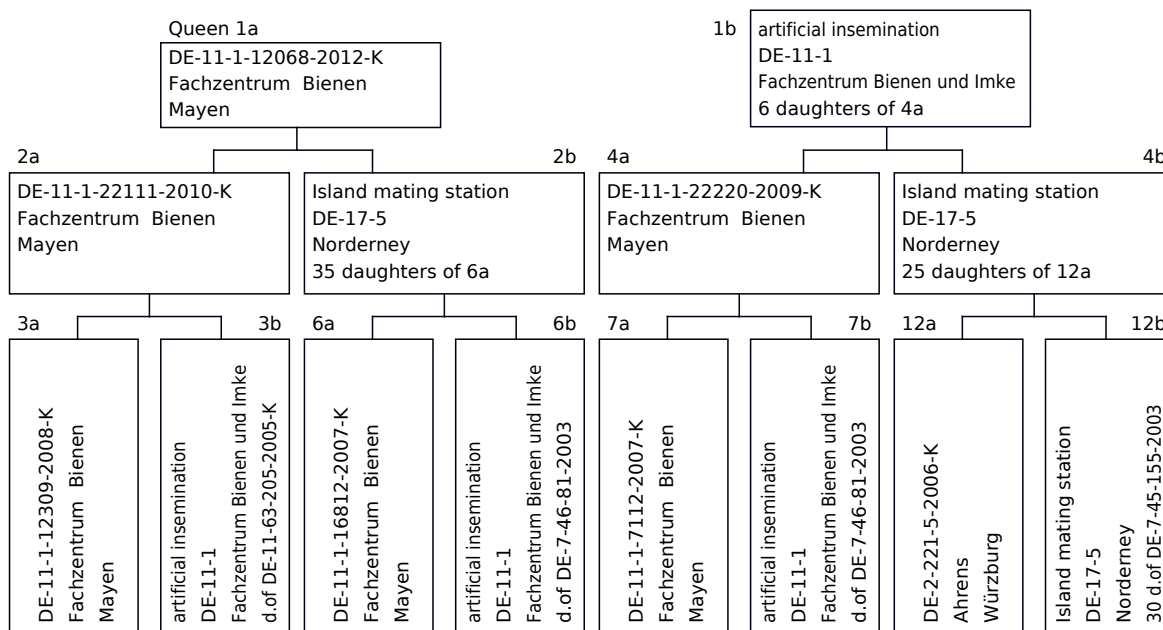 Queen 1a
DE-11-1-12068-2012-K
Fachzentrum Bienen
Mayen
1b
artificial insemination
DE-11-1
Fachzentrum Bienen und Imke
6 daughters of 4a
2a
DE-11-1-22111-2010-K
Fachzentrum Bienen
Mayen
2b
Island mating station
DE-17-5
Norderney
35 daughters of 6a
4a
DE-11-1-22220-2009-K
Fachzentrum Bienen
Mayen
4b
Island mating station
DE-17-5
Norderney
25 daughters of 12a
3a
DE-11-1-12309-2008-K
Fachzentrum Bienen
Mayen
3b
artificial insemination
DE-11-1
Fachzentrum Bienen und Imke
d.of DE-11-63-205-2005-K
6a
DE-11-1-16812-2007-K
Fachzentrum Bienen
Mayen
6b
artificial insemination
DE-11-1
Fachzentrum Bienen und Imke
d.of DE-7-46-81-2003
7a
DE-11-1-7112-2007-K
Fachzentrum Bienen
Mayen
7b
artificial insemination
DE-11-1
Fachzentrum Bienen und Imke
d.of DE-7-46-81-2003
12a
DE-2-221-5-2006-K
Ahrens
Würzburg
12b
Island mating station
DE-17-5
Norderney
30 d.of DE-7-45-155-2003